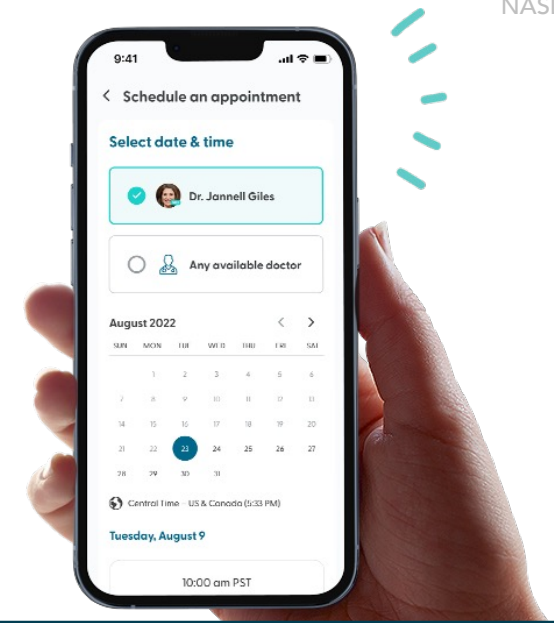 NASI
9:41
Schedule an appointment
Select date & time
Dr. Jannell Giles
Any available doctor
August 2022
SUN MON TUE WED THU FRI SAT
1 2 3 4 5 6
7 8 9 10 11 12 13
14 15 16 17 18 19 20
21 22 23 24 25 26 27
28 29 30 31
Central Time - US & Canada (5:33 PM)
Tuesday, August 9
10:00 am PST